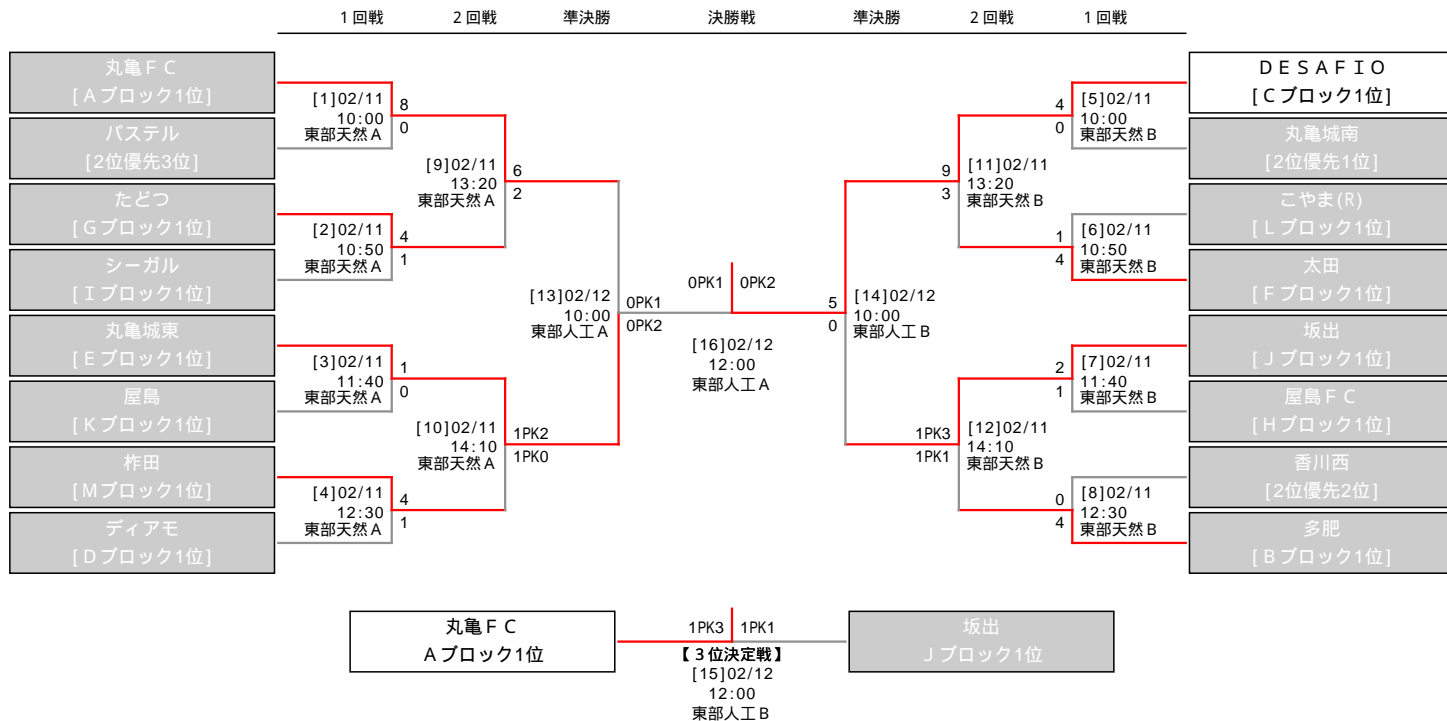 1回戦
2回戦
準決勝
決勝戦
準決勝
2回戦
1回戦
丸亀ＦＣ
[Ａブロック1位]
パステル
[2位優先3位]
たどつ
[Ｇブロック1位]
シーガル
[Ｉブロック1位]
丸亀城東
[Ｅブロック1位]
屋島
[Ｋブロック1位]
柞田
[Ｍブロック1位]
ディアモ
[Ｄブロック1位]
[1]02/11
10:00
東部天然Ａ
8
0
[2]02/11
10:50
東部天然Ａ
4
1
[3]02/11
11:40
東部天然Ａ
1
0
[4]02/11
12:30
東部天然Ａ
4
1
[9]02/11
13:20
東部天然Ａ
6
2
[10]02/11
14:10
東部天然Ａ
1PK2
1PK0
[13]02/12
10:00
東部人工Ａ
0PK1
0PK2
0PK1
0PK2
[16]02/12
12:00
東部人工Ａ
5
0
[14]02/12
10:00
東部人工Ｂ
9
3
[11]02/11
13:20
東部天然Ｂ
1PK3
1PK1
[12]02/11
14:10
東部天然Ｂ
4
0
[5]02/11
10:00
東部天然Ｂ
1
4
[6]02/11
10:50
東部天然Ｂ
2
1
[7]02/11
11:40
東部天然Ｂ
0
4
[8]02/11
12:30
東部天然Ｂ
ＤＥＳＡＦＩＯ
[Ｃブロック1位]
丸亀城南
[2位優先1位]
こやま(R)
[Ｌブロック1位]
太田
[Ｆブロック1位]
坂出
[Ｊブロック1位]
屋島ＦＣ
[Ｈブロック1位]
香川西
[2位優先2位]
多肥
[Ｂブロック1位]
丸亀ＦＣ
Ａブロック1位
1PK3
1PK1
【３位決定戦】
[15]02/12
12:00
東部人工Ｂ
坂出
Ｊブロック1位